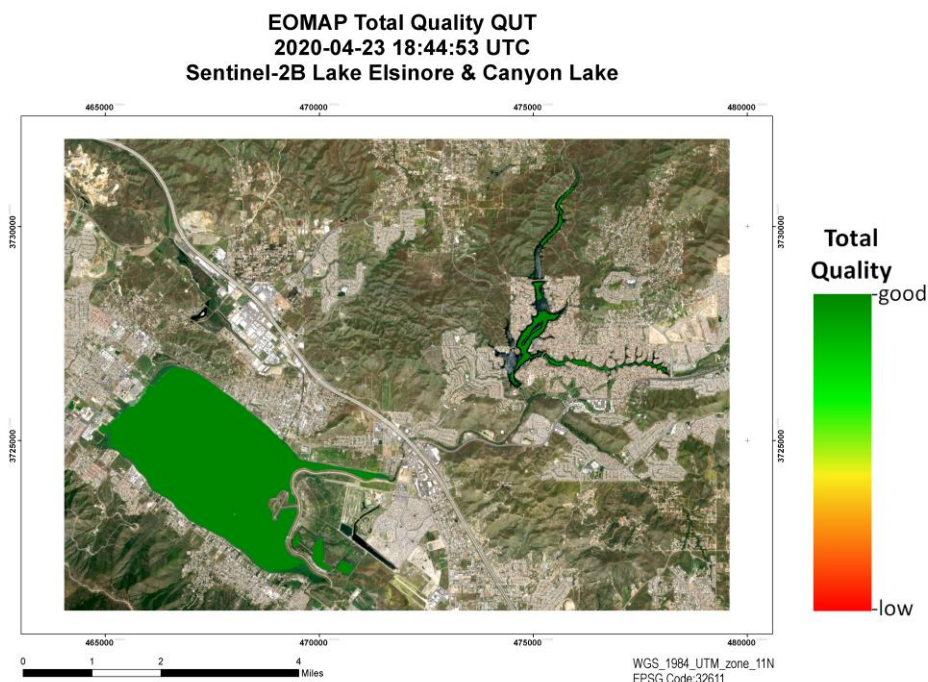 EOMAP Total Quality QUT
2020-04-23 18:44:53 UTC
Sentinel-2B Lake Elsinore & Canyon Lake
465000 470000 475000 480000
3730000 3730000
3725000 3725000
465000 470000 475000 480000
Total
Quality
good
low
0 1 2 4
Miles
WGS_1984_UTM_zone_11N
EPSG Code:32611